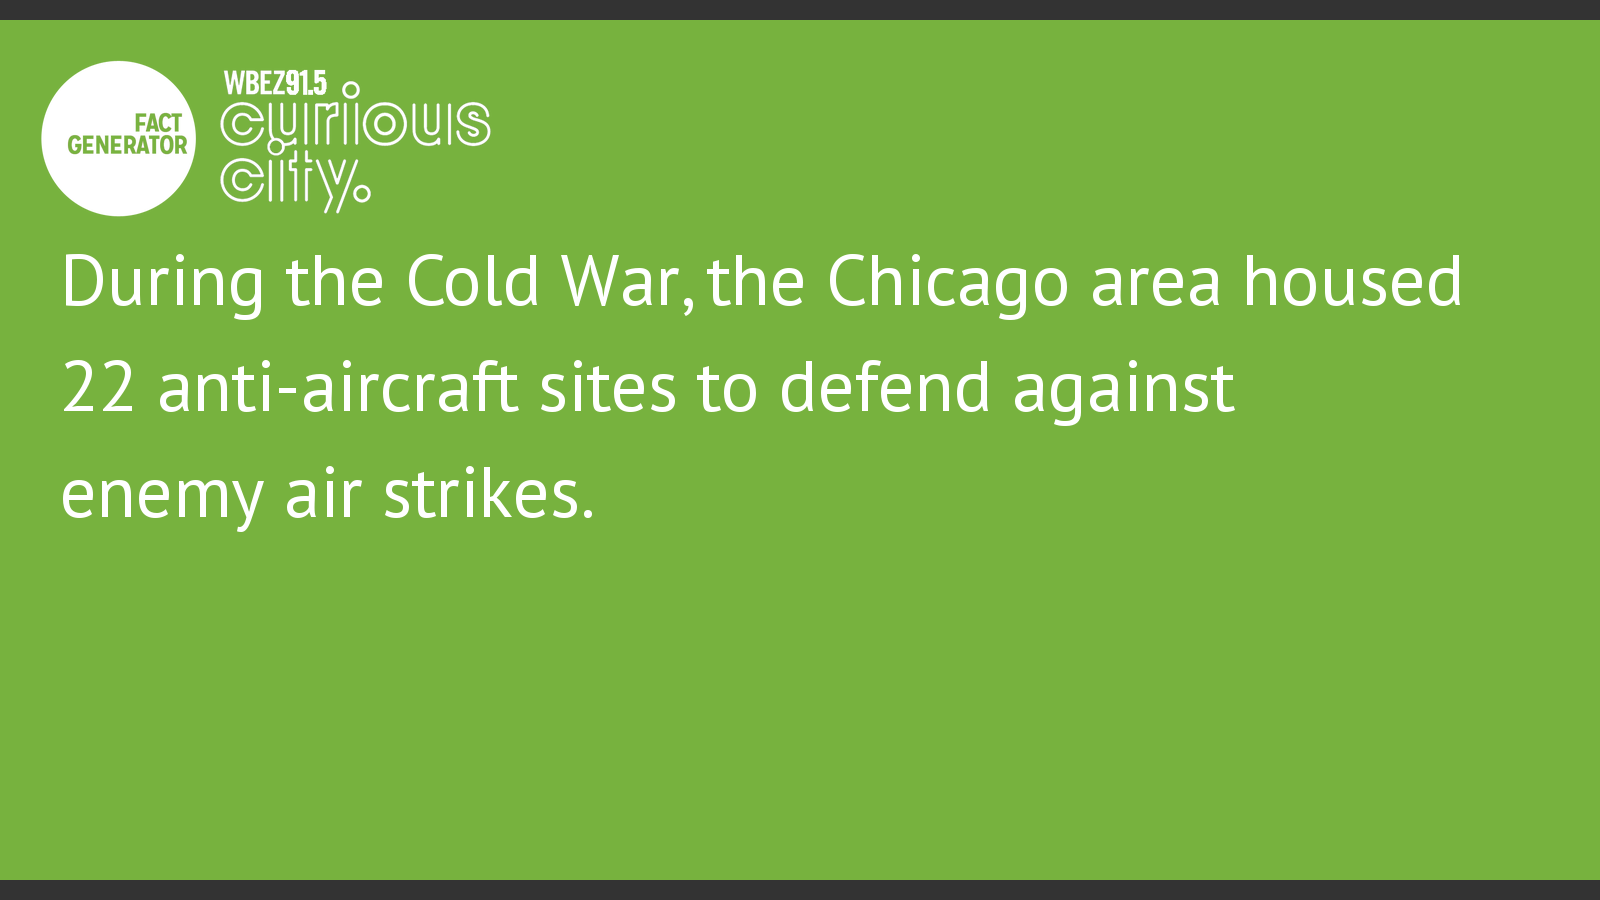 FACT
GENERATOR
WBEZ91.5
curious
city.
During the Cold War, the Chicago area housed
22 anti-aircraft sites to defend against
enemy air strikes.